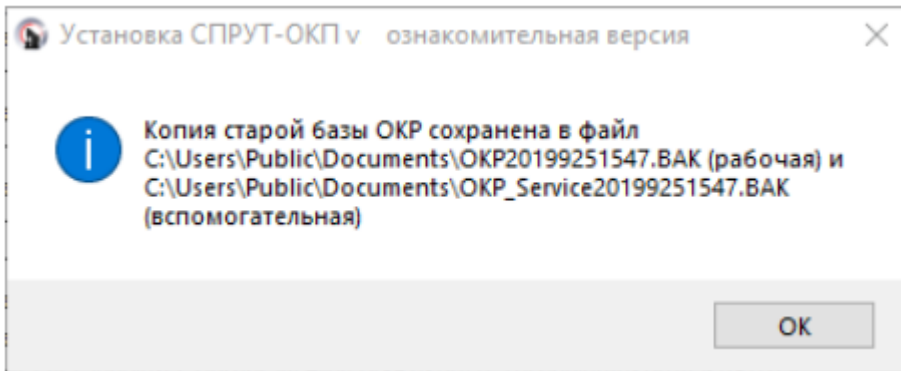 Установка СПРУТ-ОКП v ознакомительная версия
Копия старой базы ОКР сохранена в файл
C:\Users\Public\Documents\OKP20199251547.BAK (рабочая) и
C:\Users\Public\Documents\OKP_Service20199251547.BAK
(вспомогательная)
ОК